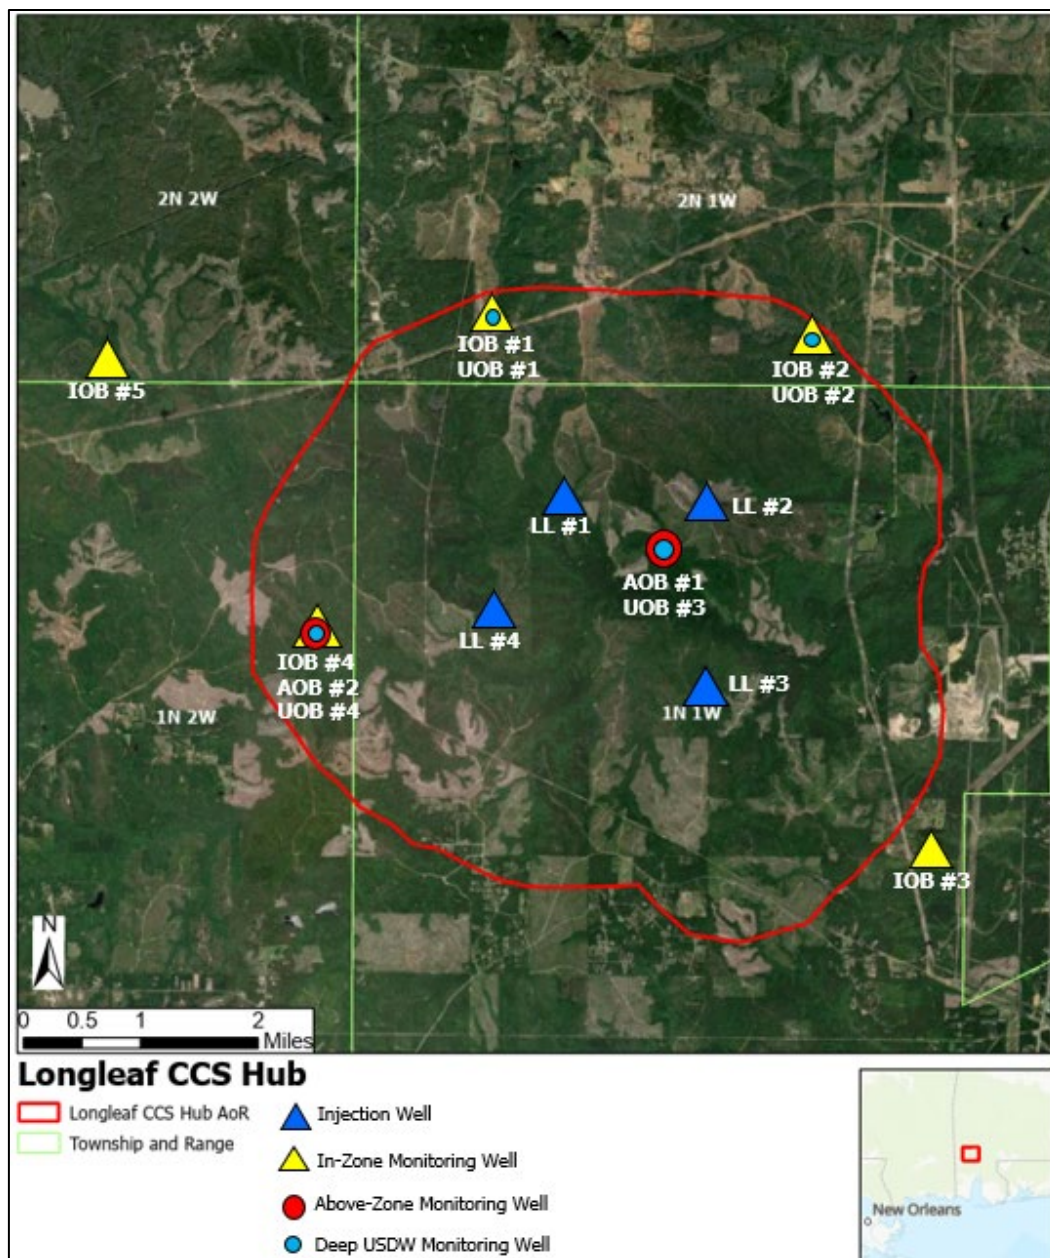 2N 2W
2N 1W
IOB #1
UOB #1
IOB #2
UOB #2
IOB #5
LL #1
LL #2
AOB #1
UOB #3
LL #4
IOB #4
AOB #2
UOB #4
LL #3
1N 2W
1N 1W
IOB #3
N
0 0.5 1 2
Miles
Longleaf CCS Hub
Longleaf CCS Hub AoR
Township and Range
Injection Well
In-Zone Monitoring Well
Above-Zone Monitoring Well
Deep USDW Monitoring Well
New Orleans